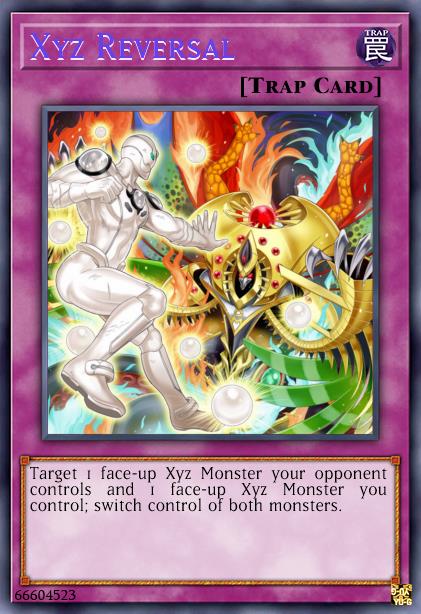 Xyz Reversal
TRAP
罠
[Trap Card]
Target 1 face-up Xyz Monster your opponent
controls and 1 face-up Xyz Monster you
control; switch control of both monsters.
66604523